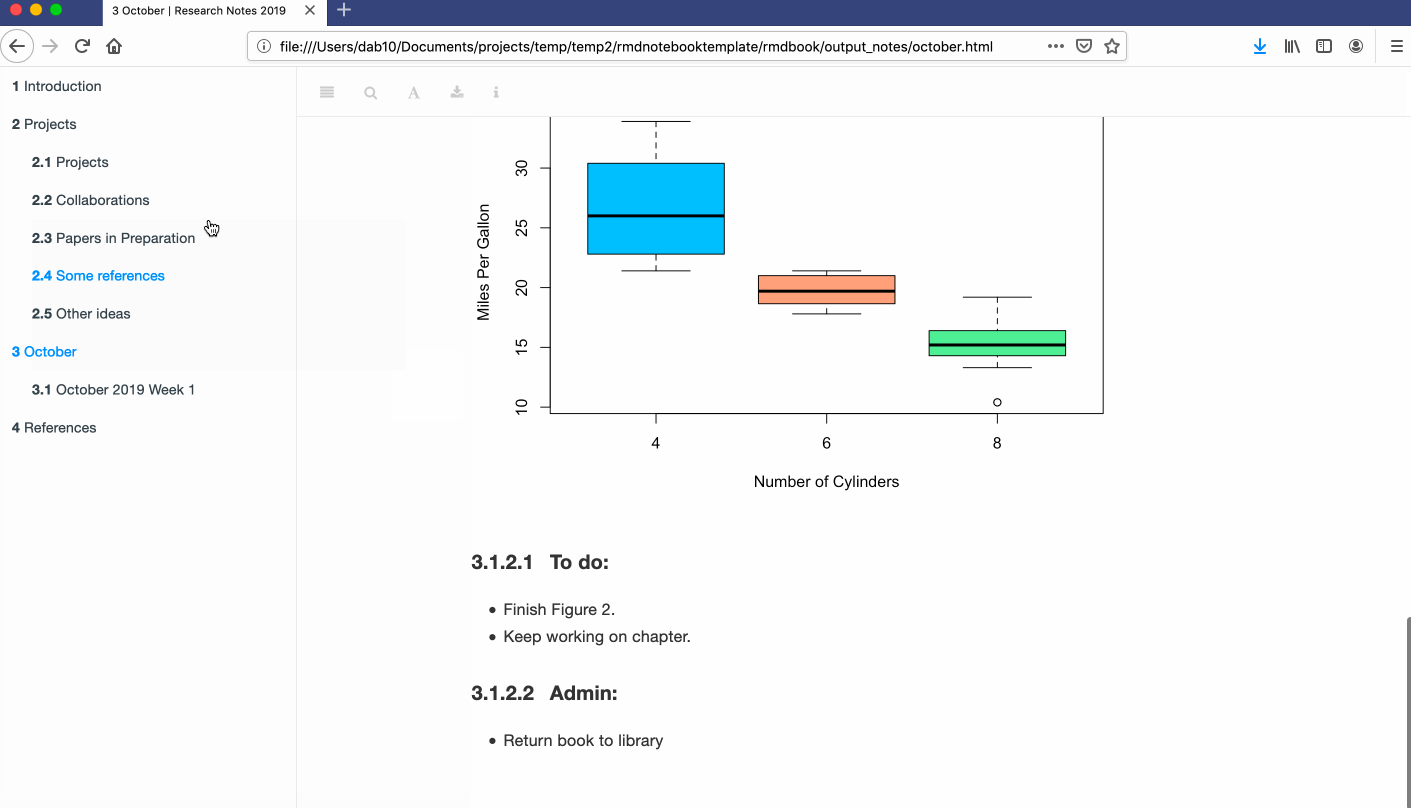 3 October | Research Notes 2019
file:///Users/dab10/Documents/projects/temp/temp2/rmdnotebooktemplate/rmdbook/output_notes/october.html
1 Introduction
2 Projects
2.1 Projects
2.2 Collaborations
2.3 Papers in Preparation
2.4 Some references
2.5 Other ideas
3 October
3.1 October 2019 Week 1
4 References
A
i
Miles Per Gallon
30
25
20
15
10
4 6 8
Number of Cylinders
3.1.2.1 To do:
• Finish Figure 2.
• Keep working on chapter.
3.1.2.2 Admin:
• Return book to library